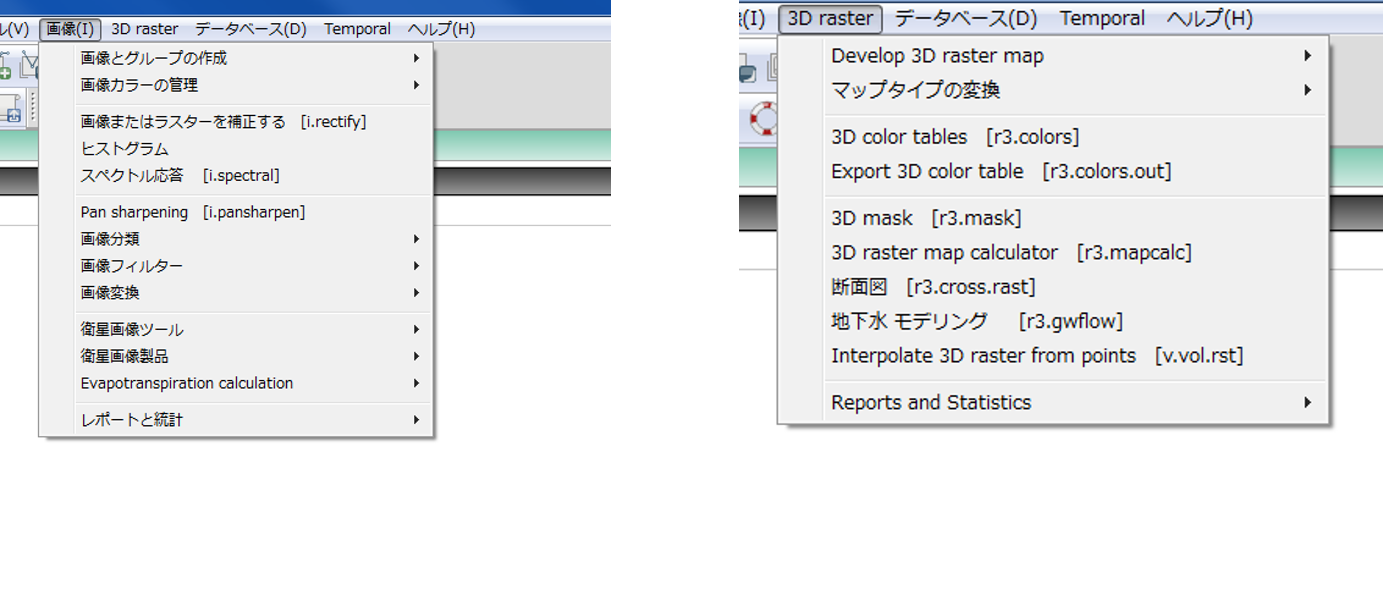 ル(V) 画像(I) 3D raster データベース(D) Temporal ヘルプ(H)
画像とグループの作成
画像カラーの管理
画像またはラスターを補正する [i.rectify]
ヒストグラム
スペクトル応答 [i.spectral]
Pan sharpening [i.pansharpen]
画像分類
画像フィルター
画像変換
衛星画像ツール
衛星画像製品
Evapotranspiration calculation
レポートと統計
(I) 3D raster データベース(D) Temporal ヘルプ(H)
Develop 3D raster map
マップタイプの変換
3D color tables [r3.colors]
Export 3D color table [r3.colors.out]
3D mask [r3.mask]
3D raster map calculator [r3.mapcalc]
断面図 [r3.cross.rast]
地下水 モデリング [r3.gwflow]
Interpolate 3D raster from points [v.vol.rst]
Reports and Statistics